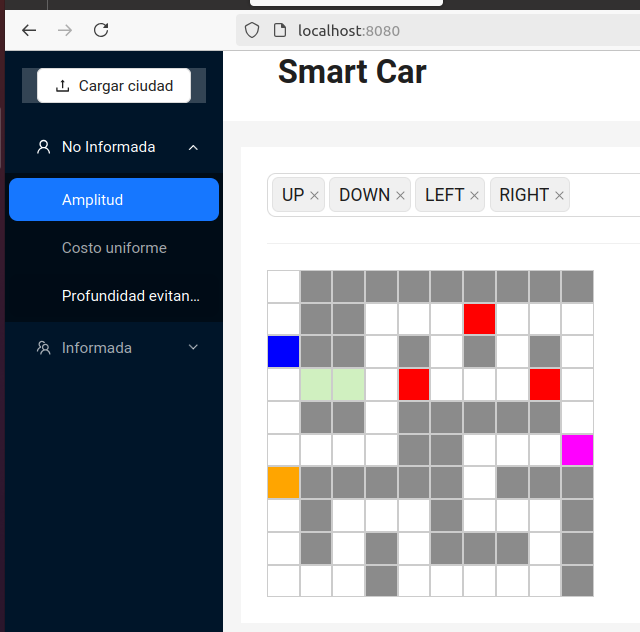 localhost:8080
Cargar ciudad
Smart Car
No Informada
Amplitud
Costo uniforme
Profundidad evitan...
Informada
UP × DOWN × LEFT × RIGHT ×